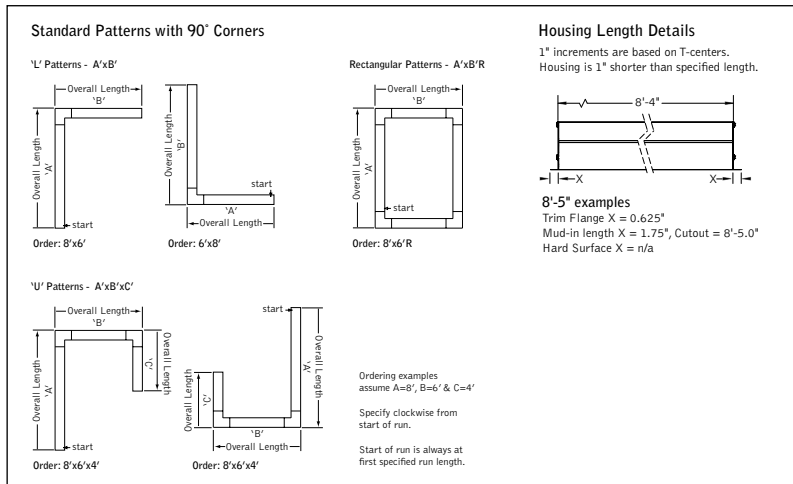 Standard Patterns with 90° Corners
'L' Patterns - A'xB'
Overall Length
'B'
Overall Length
'A'
start
Order: 8'x6'
Overall Length
'B'
start
'A'
Overall Length
Order: 6'x8'
Rectangular Patterns - A'xB'R
Overall Length
'B'
Overall Length
'A'
start
Order: 8'x6'R
Housing Length Details
1" increments are based on T-centers.
Housing is 1" shorter than specified length.
8'-4"
X
X
8'-5" examples
Trim Flange X = 0.625"
Mud-in length X = 1.75", Cutout = 8'-5.0"
Hard Surface X = n/a
'U' Patterns - A'xB'xC'
Overall Length
'B'
Overall Length
'A'
Overall Length
'C'
start
Order: 8'x6'x4'
start
Overall Length
'A'
Overall Length
'C'
'B'
Overall Length
Order: 8'x6'x4'
Ordering examples
assume A=8', B=6' & C=4'
Specify clockwise from
start of run.
Start of run is always at
first specified run length.